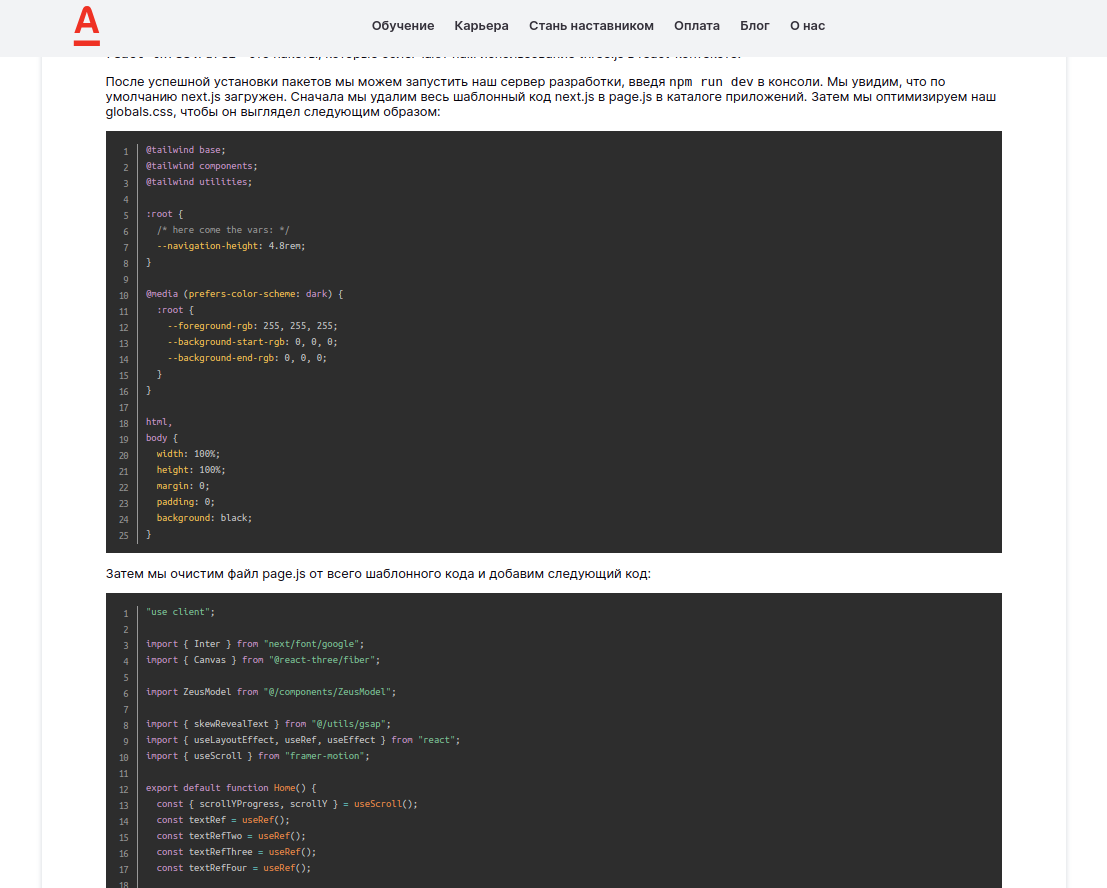 А
Обучение Карьера Стань наставником Оплата Блог О нас
После успешной установки пакетов мы можем запустить наш сервер разработки, введя npm run dev в консоли. Мы увидим, что по
умолчанию next.js загружен. Сначала мы удалим весь шаблонный код next.js в page.js в каталоге приложений. Затем мы оптимизируем наш
globals.css, чтобы он выглядел следующим образом:
1 @tailwind base;
2 @tailwind components;
3 @tailwind utilities;
4
5 :root {
6   /* here come the vars: */
7   --navigation-height: 4.8rem;
8 }
9
10 @media (prefers-color-scheme: dark) {
11   :root {
12     --foreground-rgb: 255, 255, 255;
13     --background-start-rgb: 0, 0, 0;
14     --background-end-rgb: 0, 0, 0;
15   }
16 }
17
18 html,
19 body {
20   width: 100%;
21   height: 100%;
22   margin: 0;
23   padding: 0;
24   background: black;
25 }
Затем мы очистим файл page.js от всего шаблонного кода и добавим следующий код:
1 "use client";
2
3 import { Inter } from "next/font/google";
4 import { Canvas } from "@react-three/fiber";
5
6 import ZeusModel from "@/components/ZeusModel";
7
8 import { skewRevealText } from "@/utils/gsap";
9 import { useLayoutEffect, useRef, useEffect } from "react";
10 import { useScroll } from "framer-motion";
11
12 export default function Home() {
13   const { scrollYProgress, scrollY } = useScroll();
14   const textRef = useRef();
15   const textRefTwo = useRef();
16   const textRefThree = useRef();
17   const textRefFour = useRef();
18